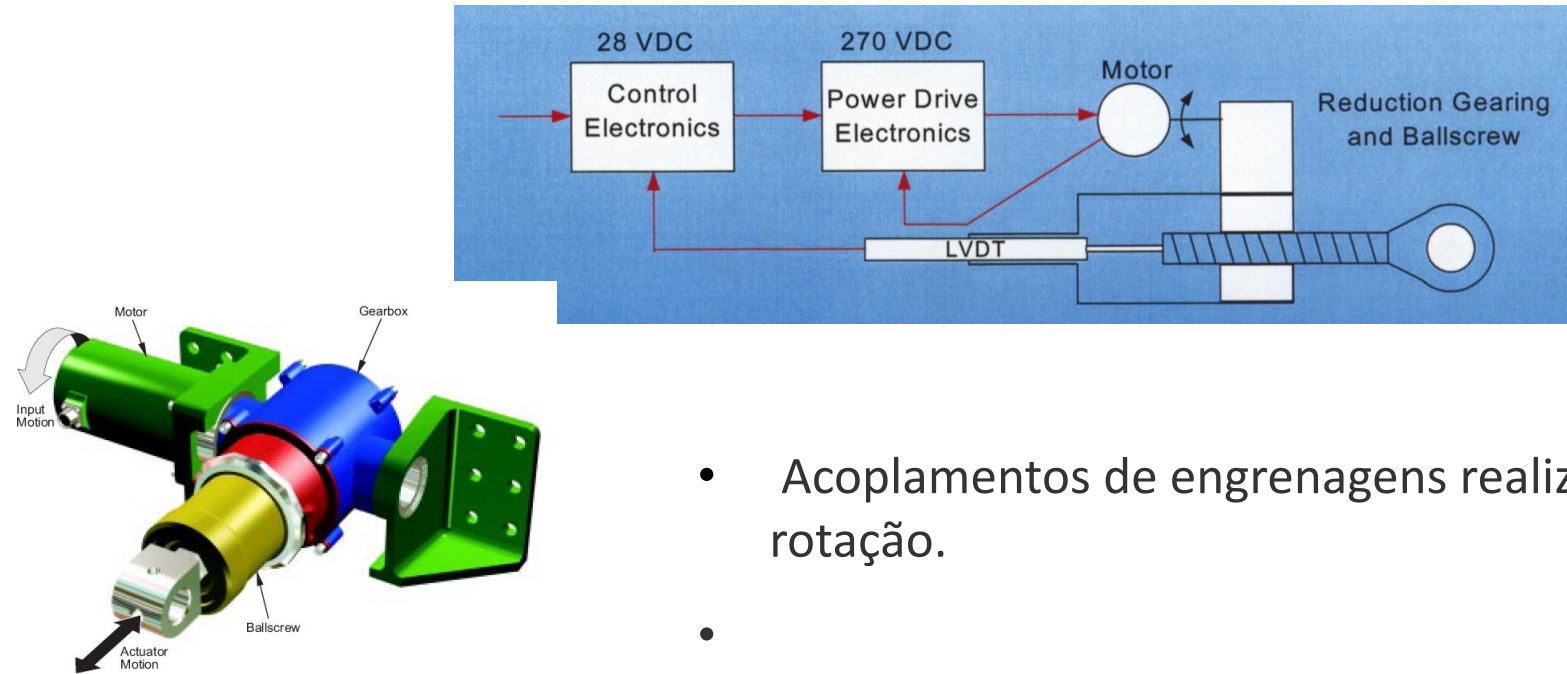 28 VDC
270 VDC
Control
Electronics
Power Drive
Electronics
Motor
Reduction Gearing
and Ballscrew
LVDT
Motor
Gearbox
Input
Motion
Ballscrew
Actuator
Motion
• Acoplamentos de engrenagens realiz
rotação.
•